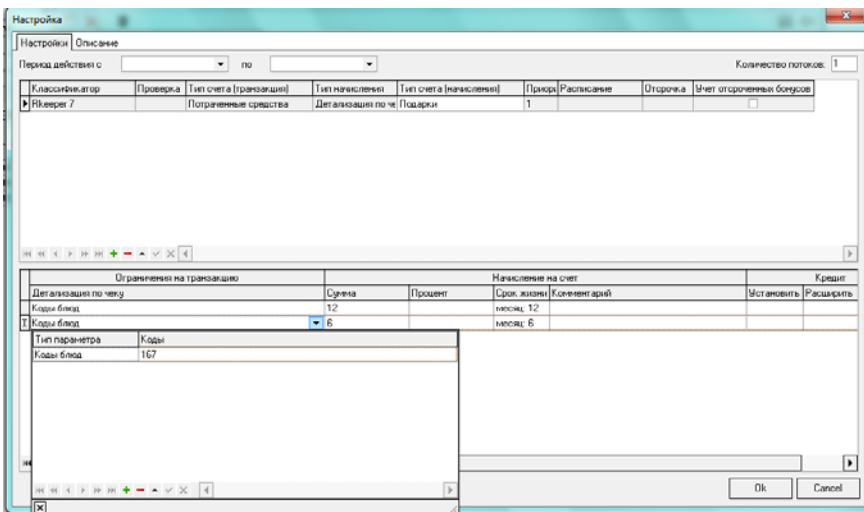 Настройка
Настройки Описание
Период действия с по Количество потоков: 1
Классификатор Проверка Тип счета (транзакция) Тип начисления Тип счета (начисления) Приори Расписание Отсрочка Учет отсроченных бонусов
Rkeeper 7 Потраченные средства Детализация по че Подарки 1
Ограничения на транзакцию Начисление на счет Кредит
Детализация по чеку Сумма Процент Срок жизни Комментарий Установить Расширить
Коды блюд 12 месяц: 12
Коды блюд 6 месяц: 6
Тип параметра Коды
Коды блюд 167
Ok Cancel